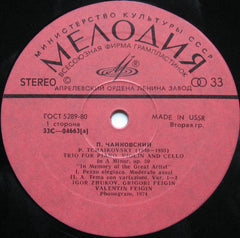 МИНИСТЕРСТВО КУЛЬТУРЫ СССР
МЕЛОДИЯ
ВСЕСОЮЗНАЯ ФИРМА ГРАМПЛАСТИНОК
STEREO
33
АПРЕЛЕВСКИЙ ОРДЕНА ЛЕНИНА ЗАВОД
ГОСТ 5289-80
MADE IN USSR
1 сторона
Вторая гр.
33С—04663(а)
П. ЧАЙКОВСКИЙ
P. TCHAIKOVSKY (1840—1893)
TRIO FOR PIANO, VIOLIN AND CELLO
in A minor, op. 50
"In Memory of the Great Artist"
I. Pezzo elegiaco. Moderato assai
II. A. Tema con variazioni. Var. 1—3
IGOR ZHUKOV, GRIGORI FEIGIN
VALENTIN FEIGIN
Phonogram, 1974